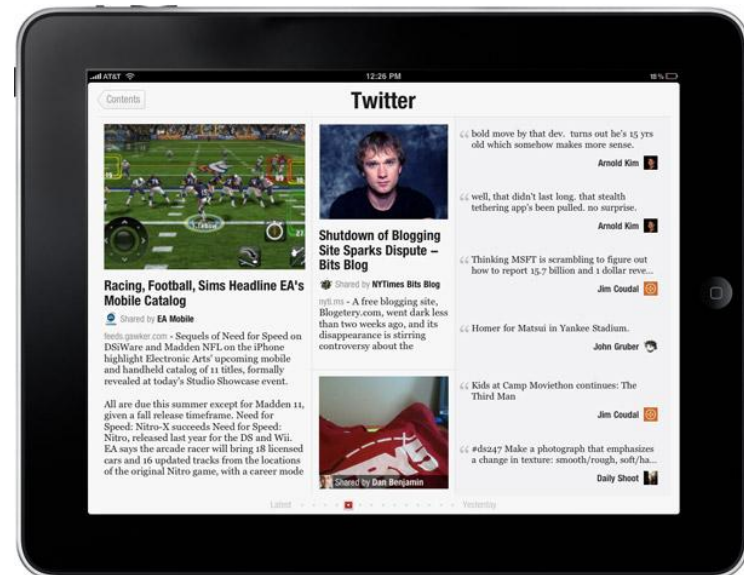 AT&T
12:26 PM
18%
Contents
Twitter
Racing, Football, Sims Headline EA's
Mobile Catalog
Shared by EA Mobile
feeds.gawker.com - Sequels of Need for Speed on
DSiWare and Madden NFL on the iPhone
highlight Electronic Arts' upcoming mobile
and handheld catalog of 11 titles, formally
revealed at today's Studio Showcase event.
All are due this summer except for Madden 11,
given a fall release timeframe. Need for
Speed: Nitro-X succeeds Need for Speed:
Nitro, released last year for the DS and Wii.
EA says the arcade racer will bring 18 licensed
cars and 16 updated tracks from the locations
of the original Nitro game, with a career mode
Shutdown of Blogging
Site Sparks Dispute –
Bits Blog
Shared by NYTimes Bits Blog
nyti.ms - A free blogging site,
Blogetery.com, went dark less
than two weeks ago, and its
disappearance is stirring
controversy about the
Shared by Dan Benjamin
“ bold move by that dev. turns out he's 15 yrs
old which somehow makes more sense.
Arnold Kim
“ well, that didn't last long. that stealth
tethering app's been pulled. no surprise.
Arnold Kim
“ Thinking MSFT is scrambling to figure out
how to report 15.7 billion and 1 dollar reve...
Jim Coudal
“ Homer for Matsui in Yankee Stadium.
John Gruber
“ Kids at Camp Moviethon continues: The
Third Man
Jim Coudal
“ #ds247 Make a photograph that emphasizes
a change in texture: smooth/rough, soft/ha...
Daily Shoot
Latest
Yesterday